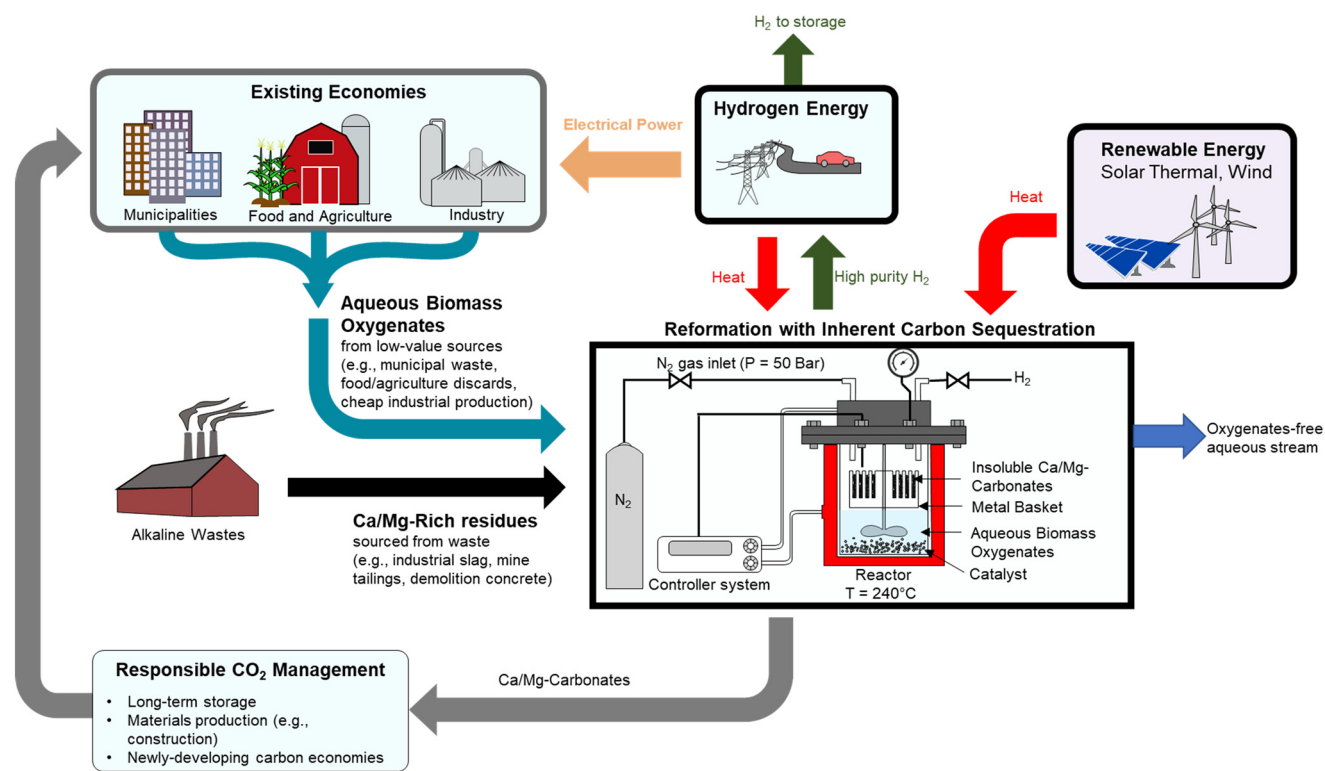 H₂ to storage
Existing Economies
Municipalities
Food and Agriculture
Industry
Electrical Power
Hydrogen Energy
Renewable Energy
Solar Thermal, Wind
Heat
Heat
High purity H₂
Aqueous Biomass
Oxygenates
from low-value sources
(e.g., municipal waste,
food/agriculture discards,
cheap industrial production)
Alkaline Wastes
Ca/Mg-Rich residues
sourced from waste
(e.g., industrial slag, mine
tailings, demolition concrete)
Reformation with Inherent Carbon Sequestration
N₂ gas inlet (P = 50 Bar)
H₂
N₂
Insoluble Ca/Mg-
Carbonates
Metal Basket
Aqueous Biomass
Oxygenates
Catalyst
Controller system
Reactor
T = 240°C
Oxygenates-free
aqueous stream
Ca/Mg-Carbonates
Responsible CO₂ Management
• Long-term storage
• Materials production (e.g.,
construction)
• Newly-developing carbon economies